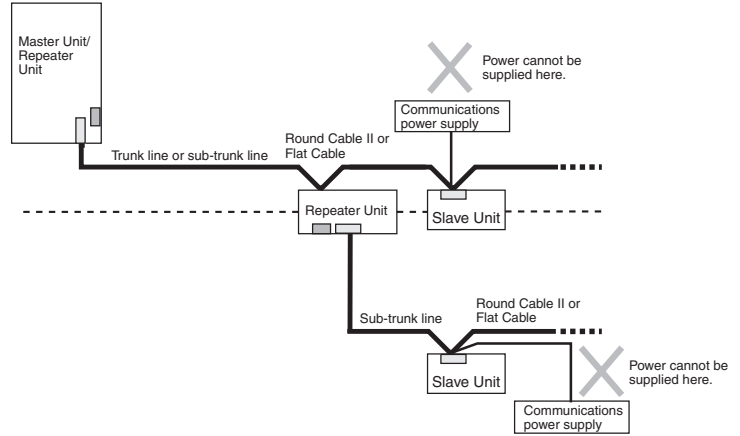 Master Unit/
Repeater
Unit
Power cannot be
supplied here.
Communications
power supply
Round Cable II or
Flat Cable
Trunk line or sub-trunk line
Repeater Unit
Slave Unit
Sub-trunk line
Round Cable II or
Flat Cable
Slave Unit
Power cannot be
supplied here.
Communications
power supply